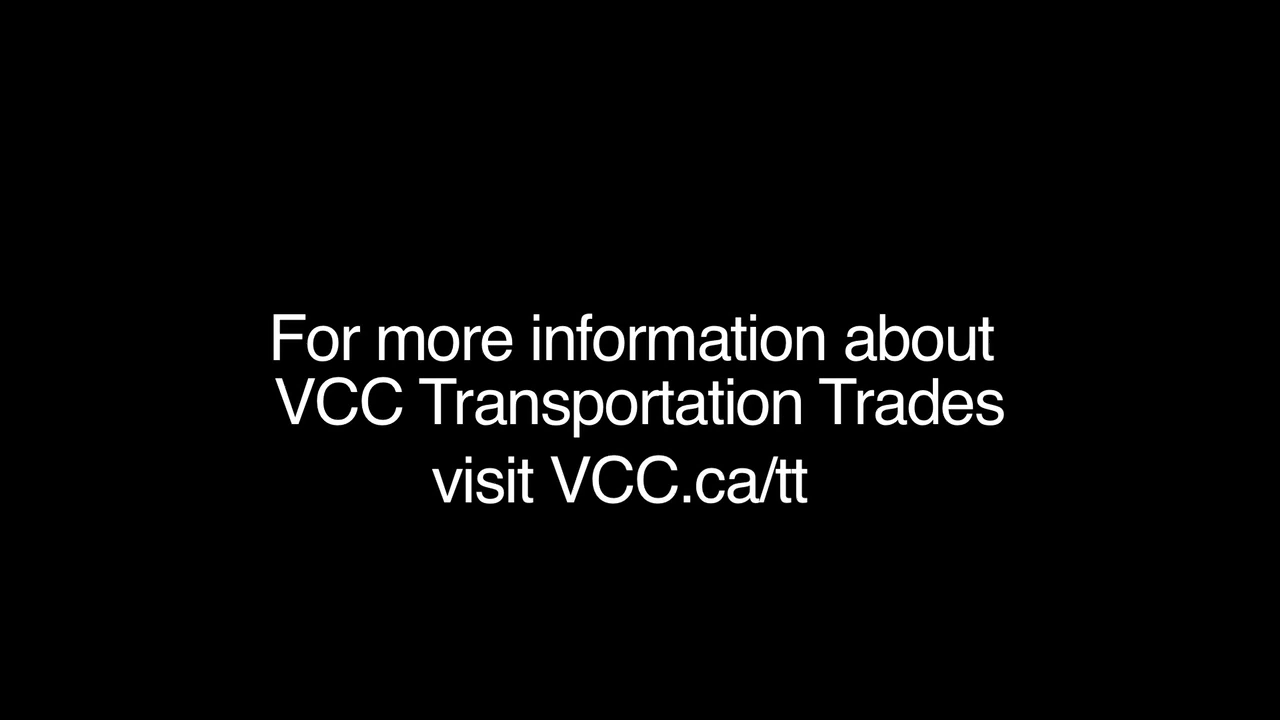 For more information about
VCC Transportation Trades
visit VCC.ca/tt